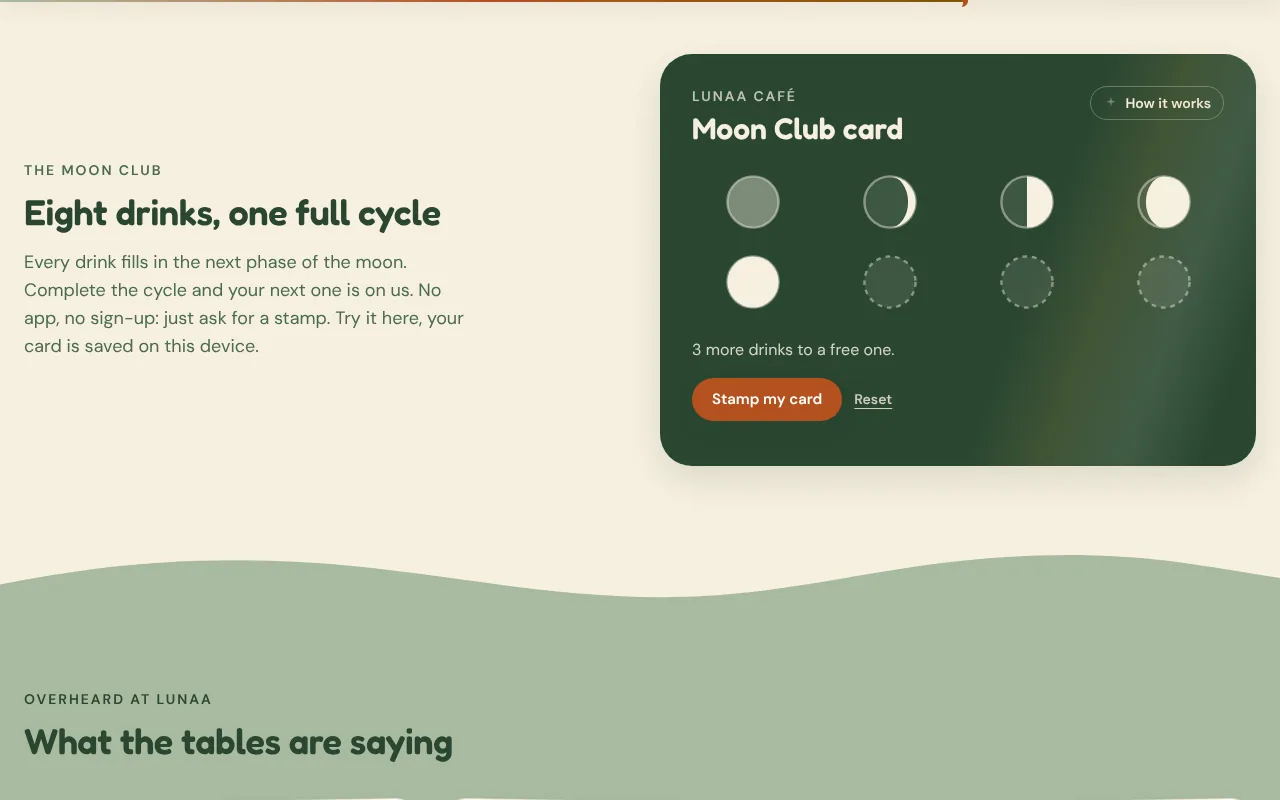 THE MOON CLUB
Eight drinks, one full cycle
Every drink fills in the next phase of the moon.
Complete the cycle and your next one is on us. No
app, no sign-up: just ask for a stamp. Try it here, your
card is saved on this device.
LUNAA CAFÉ
Moon Club card
How it works
3 more drinks to a free one.
Stamp my card
Reset
OVERHEARD AT LUNAA
What the tables are saying